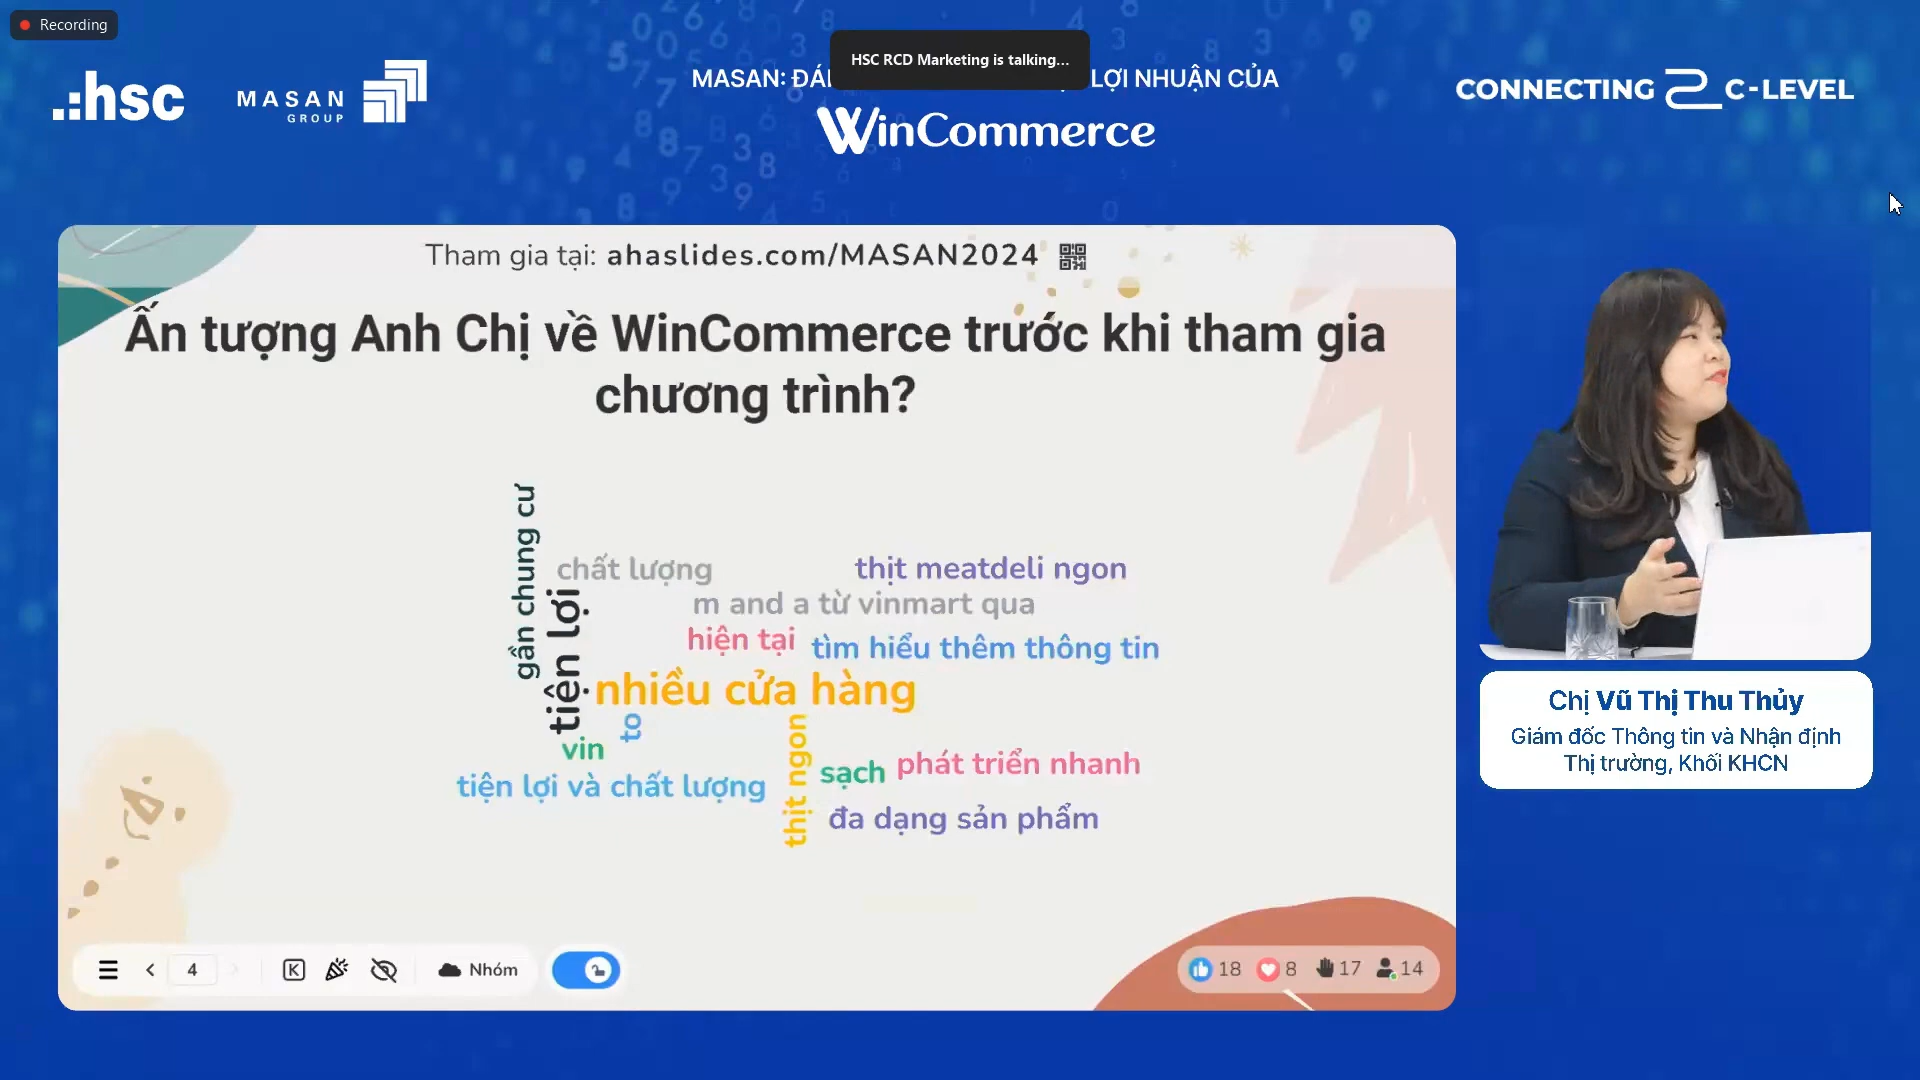 Recording
HSC RCD Marketing is talking...
.:hsc
MASAN
GROUP
MASAN: ĐÁ
LỢI NHUẬN CỦA
WinCommerce
CONNECTING C-LEVEL
Tham gia tại: ahaslides.com/MASAN2024
Ấn tượng Anh Chị về WinCommerce trước khi tham gia
chương trình?
gần chung cư
chất lượng
thịt meatdeli ngon
tiện lợi
m and a từ vinmart qua
hiện tại
tìm hiểu thêm thông tin
nhiều cửa hàng
to
vin
thịt ngon
sạch
phát triển nhanh
tiện lợi và chất lượng
đa dạng sản phẩm
4
K
Nhóm
18
8
17
14
Chị Vũ Thị Thu Thủy
Giám đốc Thông tin và Nhận định
Thị trường, Khối KHCN